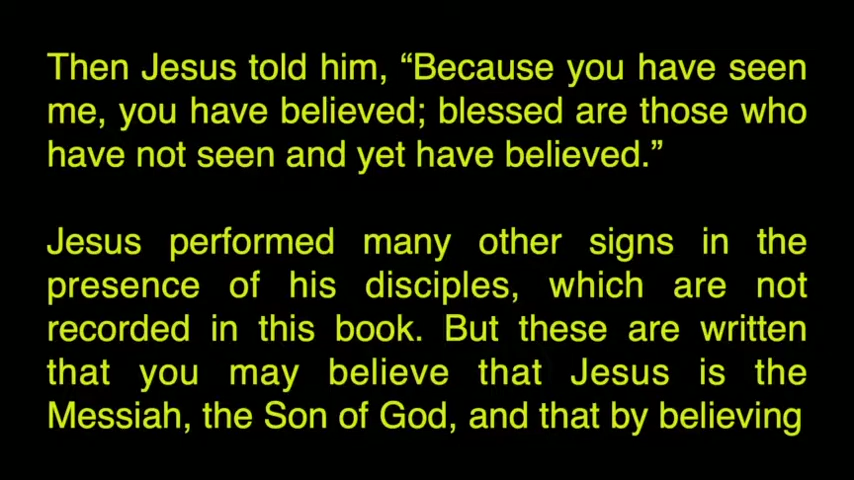 Then Jesus told him, “Because you have seen
me, you have believed; blessed are those who
have not seen and yet have believed.”
Jesus performed many other signs in the
presence of his disciples, which are not
recorded in this book. But these are written
that you may believe that Jesus is the
Messiah, the Son of God, and that by believing